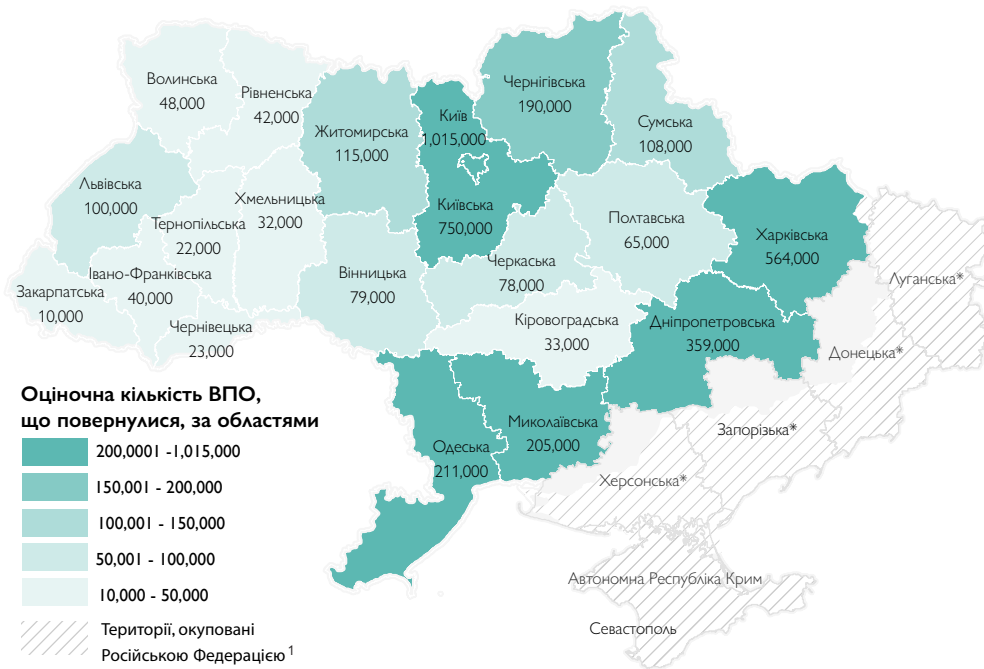 Волинська
48,000
Рівненська
42,000
Житомирська
115,000
Київ
1,015,000
Чернігівська
190,000
Сумська
108,000
Львівська
100,000
Тернопільська
22,000
Хмельницька
32,000
Київська
750,000
Полтавська
65,000
Харківська
564,000
Луганська*
Закарпатська
10,000
Івано-Франківська
40,000
Чернівецька
23,000
Вінницька
79,000
Черкаська
78,000
Кіровоградська
33,000
Дніпропетровська
359,000
Донецька*
Одеська
211,000
Миколаївська
205,000
Запорізька*
Херсонська*
Автономна Республіка Крим
Севастополь
Оціночна кількість ВПО,
що повернулися, за областями
200,0001 -1,015,000
150,001 - 200,000
100,001 - 150,000
50,001 - 100,000
10,000 - 50,000
Території, окуповані
Російською Федерацією1